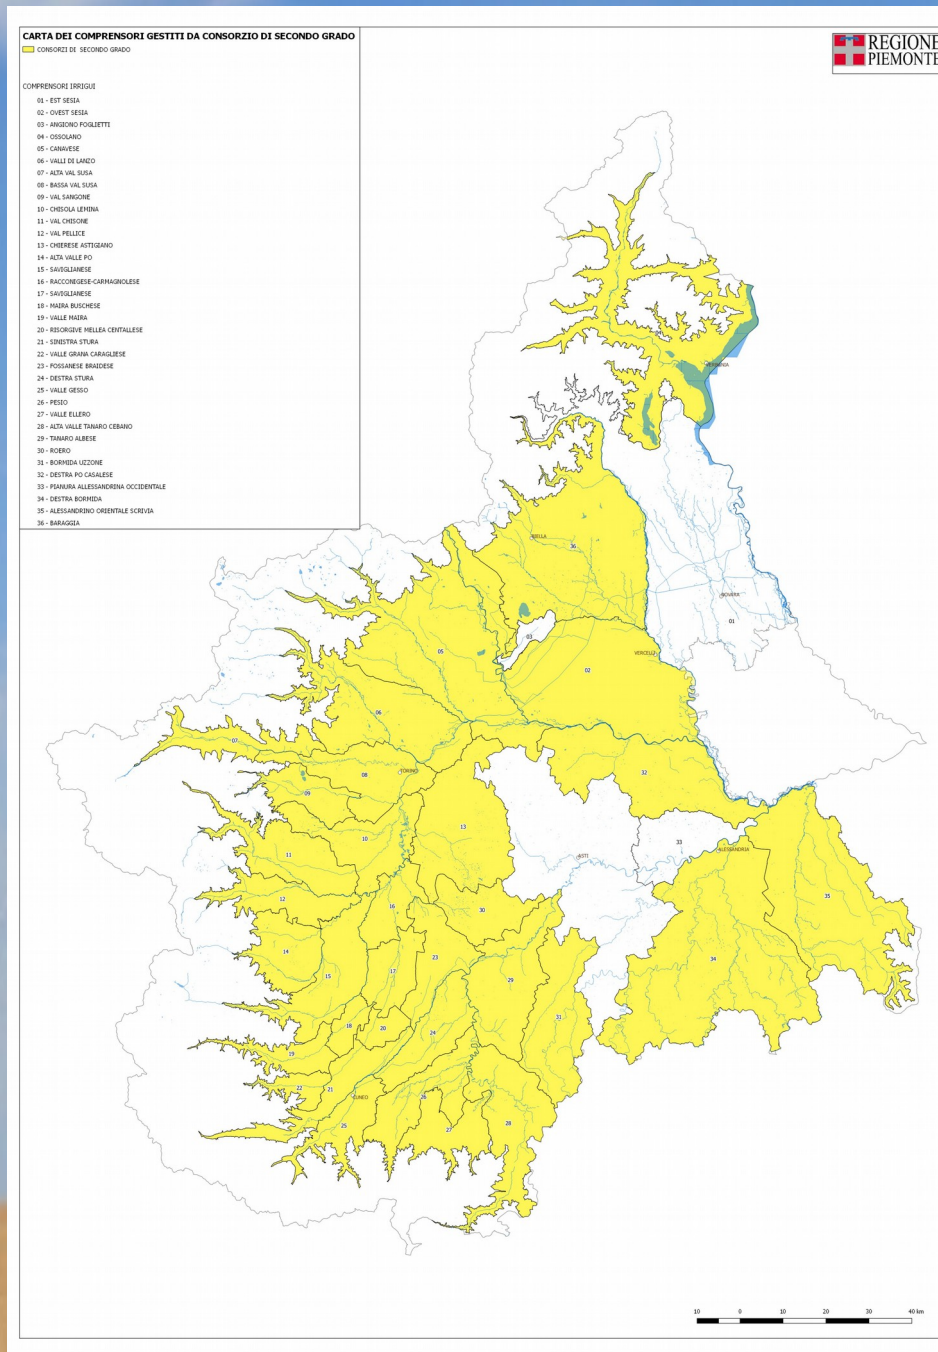 CARTA DEI COMPRENSORI GESTITI DA CONSORZIO DI SECONDO GRADO
CONSORZI DI SECONDO GRADO
REGIONE
PIEMONTE
COMPRENSORI IRRIGUI
01 - EST SESIA
02 - OVEST SESIA
03 - ANGIONO FOGLIETTI
04 - OSSOLANO
05 - CANAVESE
06 - VALLI DI LANZO
07 - ALTA VAL SUSA
08 - BASSA VAL SUSA
09 - VAL SANGONE
10 - CHISOLA LEMINA
11 - VAL CHISONE
12 - VAL PELLICE
13 - CHIERESE ASTIGIANO
14 - ALTA VALLE PO
15 - SAVIGLIANESE
16 - RACCONIGESE-CARMAGNOLESE
17 - SAVIGLIANESE
18 - MAIRA BUSCHESE
19 - VALLE MAIRA
20 - RISORGIVE MELLEA CENTALLESE
21 - SINISTRA STURA
22 - VALLE GRANA CARAGLIESE
23 - FOSSANESE BRAIDESE
24 - DESTRA STURA
25 - VALLE GESSO
26 - PESIO
27 - VALLE ELLERO
28 - ALTA VALLE TANARO CEBANO
29 - TANARO ALBESE
30 - ROERO
31 - BORMIDA UZZONE
32 - DESTRA PO CASALESE
33 - PIANURA ALLESSANDRINA OCCIDENTALE
34 - DESTRA BORMIDA
35 - ALESSANDRINO ORIENTALE SCRIVIA
36 - BARAGGIA
04
VERBANIA
BIELLA
36
NOVARA
01
03
VERCELLI
05
02
06
07
TORINO
08
32
09
13
10
33
ALESSANDRIA
11
ASTI
12
35
16
30
14
23
34
15
17
29
31
18
20
24
19
22
21
CUNEO
26
25
27
28
10 0 10 20 30 40 km